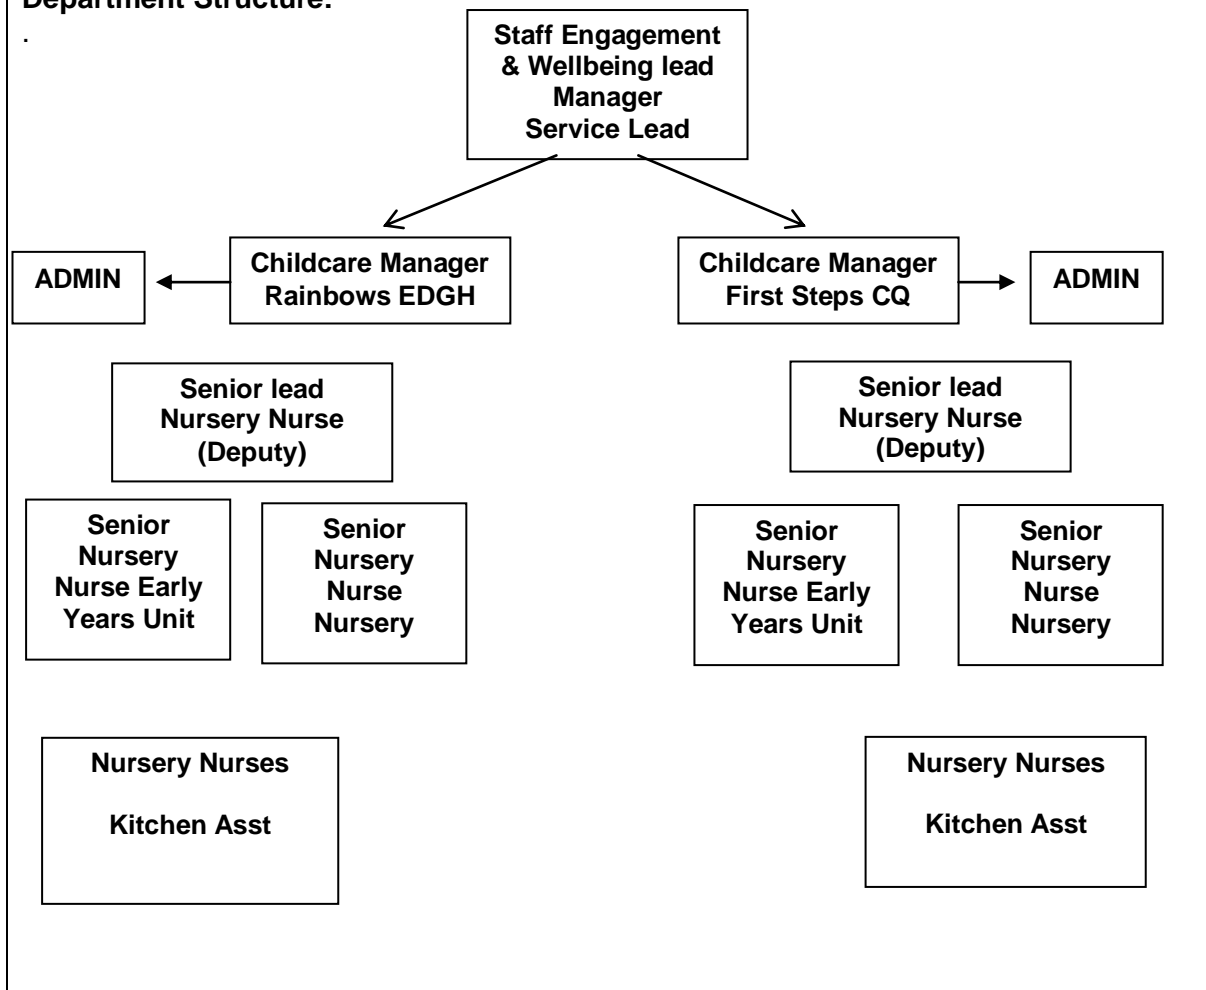 Department Structure:
.
Staff Engagement
& Wellbeing lead
Manager
Service Lead
ADMIN
Childcare Manager
Rainbows EDGH
Childcare Manager
First Steps CQ
ADMIN
Senior lead
Nursery Nurse
(Deputy)
Senior lead
Nursery Nurse
(Deputy)
Senior
Nursery
Nurse Early
Years Unit
Senior
Nursery
Nurse
Nursery
Senior
Nursery
Nurse Early
Years Unit
Senior
Nursery
Nurse
Nursery
Nursery Nurses
Kitchen Asst
Nursery Nurses
Kitchen Asst